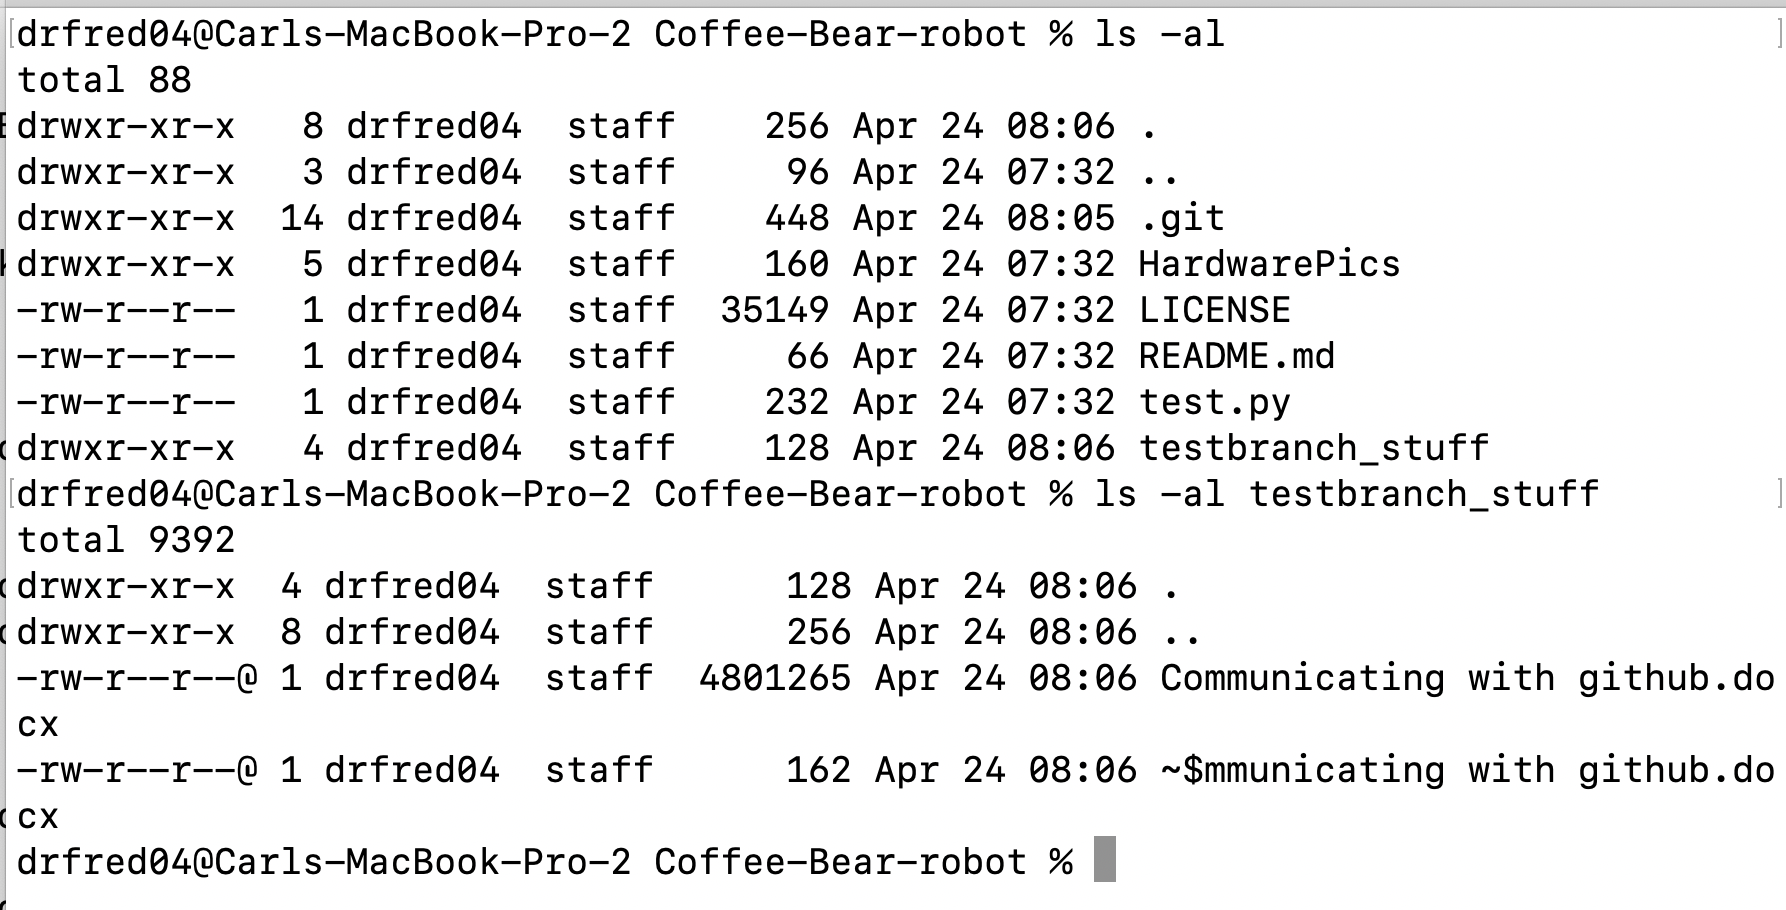 drfred04@Carls-MacBook-Pro-2 Coffee-Bear-robot % ls -al
total 88
drwxr-xr-x   8 drfred04  staff    256 Apr 24 08:06 .
drwxr-xr-x   3 drfred04  staff     96 Apr 24 07:32 ..
drwxr-xr-x  14 drfred04  staff    448 Apr 24 08:05 .git
drwxr-xr-x   5 drfred04  staff    160 Apr 24 07:32 HardwarePics
-rw-r--r--   1 drfred04  staff  35149 Apr 24 07:32 LICENSE
-rw-r--r--   1 drfred04  staff     66 Apr 24 07:32 README.md
-rw-r--r--   1 drfred04  staff    232 Apr 24 07:32 test.py
drwxr-xr-x   4 drfred04  staff    128 Apr 24 08:06 testbranch_stuff
drfred04@Carls-MacBook-Pro-2 Coffee-Bear-robot % ls -al testbranch_stuff
total 9392
drwxr-xr-x  4 drfred04  staff      128 Apr 24 08:06 .
drwxr-xr-x  8 drfred04  staff      256 Apr 24 08:06 ..
-rw-r--r--@ 1 drfred04  staff  4801265 Apr 24 08:06 Communicating with github.do
cx
-rw-r--r--@ 1 drfred04  staff      162 Apr 24 08:06 ~$mmunicating with github.do
cx
drfred04@Carls-MacBook-Pro-2 Coffee-Bear-robot %